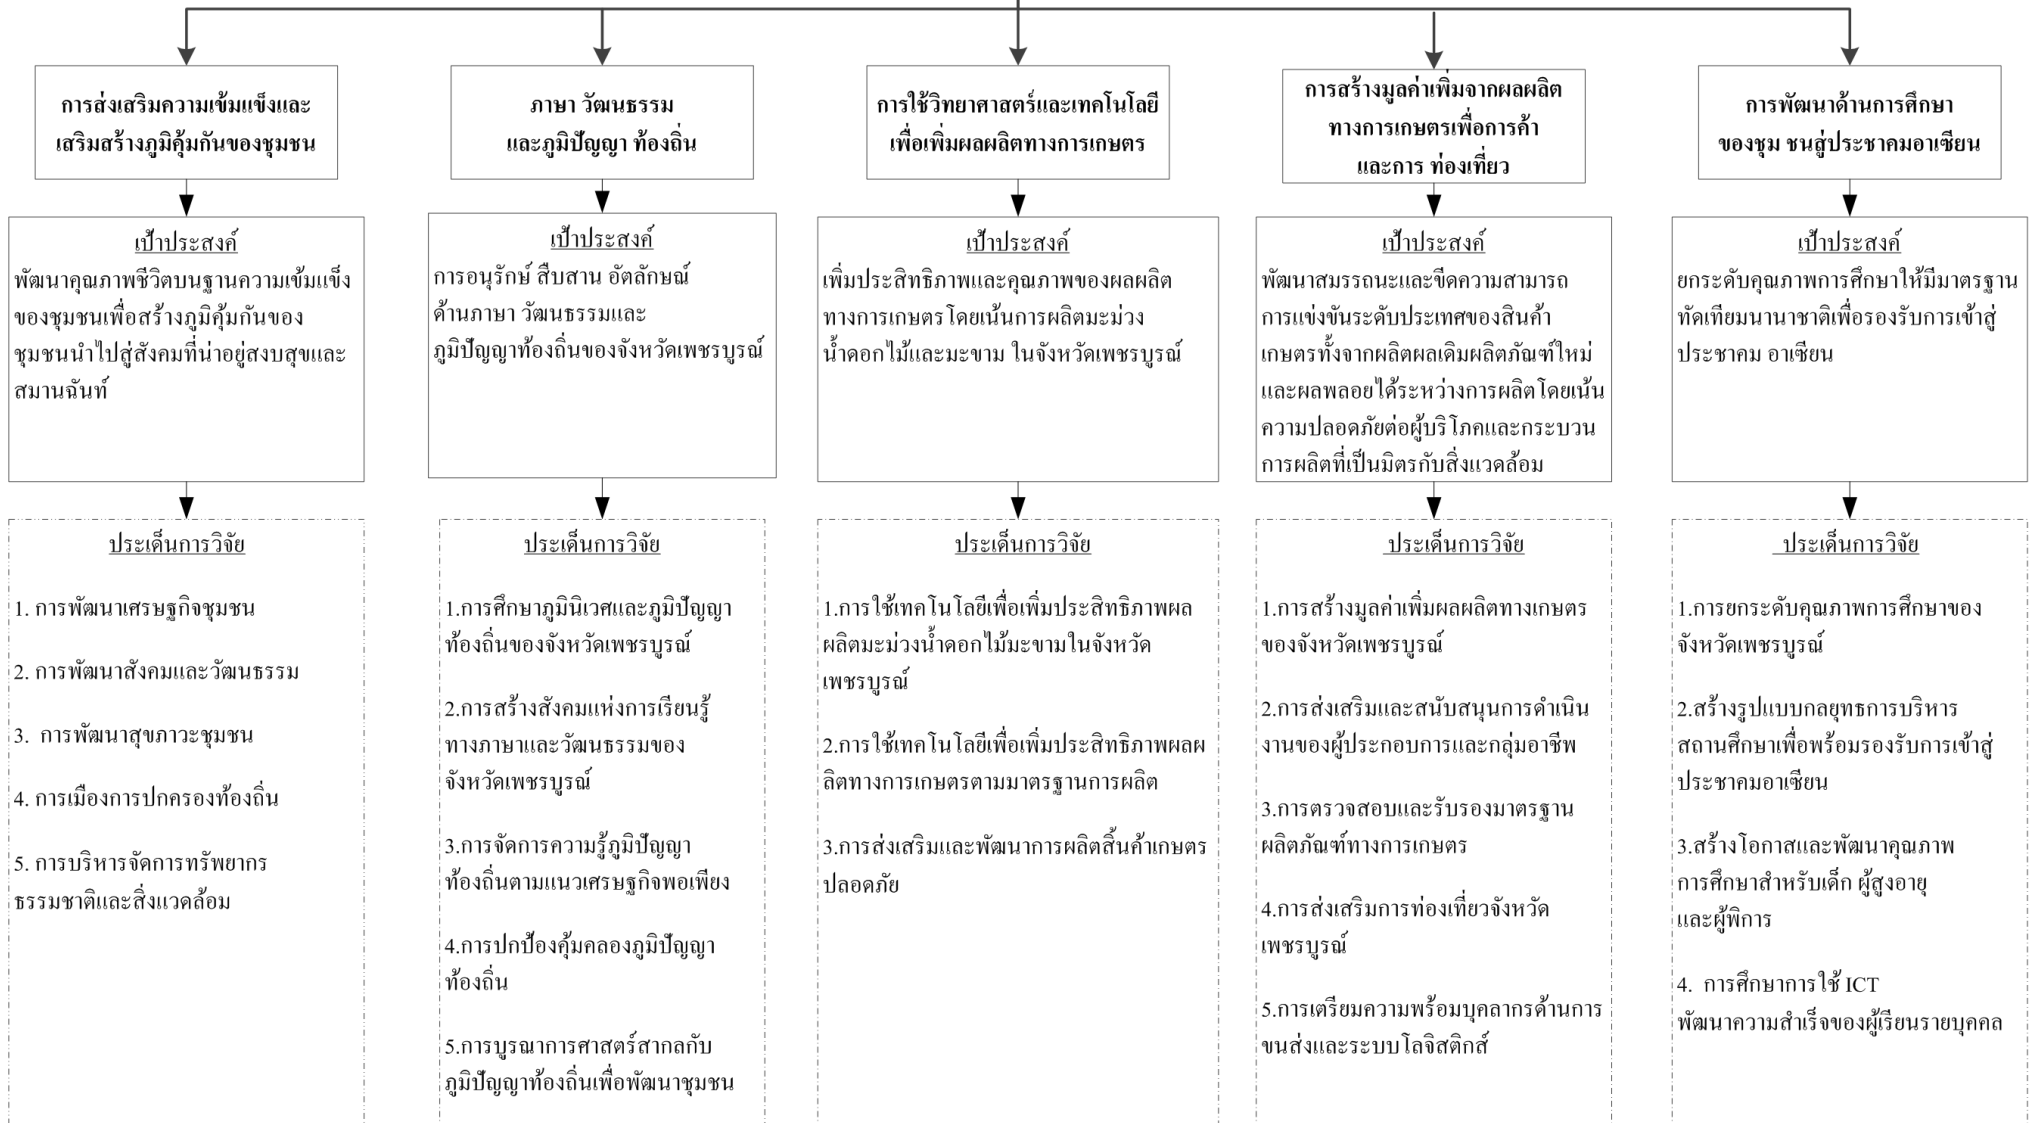 การส่งเสริมความเข้มแข็งและ
เสริมสร้างภูมิคุ้มกันของชุมชน
เป้าประสงค์
พัฒนาคุณภาพชีวิตบนฐานความเข้มแข็ง
ของชุมชนเพื่อสร้างภูมิคุ้มกันของ
ชุมชนนำไปสู่สังคมที่น่าอยู่สงบสุขและ
สมานฉันท์
ประเด็นการวิจัย
1. การพัฒนาเศรษฐกิจชุมชน
2. การพัฒนาสังคมและวัฒนธรรม
3. การพัฒนาสุขภาวะชุมชน
4. การเมืองการปกครองท้องถิ่น
5. การบริหารจัดการทรัพยากร
ธรรมชาติและสิ่งแวดล้อม
ภาษา วัฒนธรรม
และภูมิปัญญา ท้องถิ่น
เป้าประสงค์
การอนุรักษ์ สืบสาน อัตลักษณ์
ด้านภาษา วัฒนธรรมและ
ภูมิปัญญาท้องถิ่นของจังหวัดเพชรบูรณ์
ประเด็นการวิจัย
1.การศึกษาภูมินิเวศและภูมิปัญญา
ท้องถิ่นของจังหวัดเพชรบูรณ์
2.การสร้างสังคมแห่งการเรียนรู้
ทางภาษาและวัฒนธรรมของ
จังหวัดเพชรบูรณ์
3.การจัดการความรู้ภูมิปัญญา
ท้องถิ่นตามแนวเศรษฐกิจพอเพียง
4.การปกป้องคุ้มคลองภูมิปัญญา
ท้องถิ่น
5.การบูรณาการศาสตร์สากลกับ
ภูมิปัญญาท้องถิ่นเพื่อพัฒนาชุมชน
การใช้วิทยาศาสตร์และเทคโนโลยี
เพื่อเพิ่มผลผลิตทางการเกษตร
เป้าประสงค์
เพิ่มประสิทธิภาพและคุณภาพของผลผลิต
ทางการเกษตรโดยเน้นการผลิตมะม่วง
น้ำดอกไม้และมะขาม ในจังหวัดเพชรบูรณ์
ประเด็นการวิจัย
1.การใช้เทคโนโลยีเพื่อเพิ่มประสิทธิภาพผล
ผลิตมะม่วงน้ำดอกไม้มะขามในจังหวัด
เพชรบูรณ์
2.การใช้เทคโนโลยีเพื่อเพิ่มประสิทธิภาพผลผ
ลิตทางการเกษตรตามมาตรฐานการผลิต
3.การส่งเสริมและพัฒนาการผลิตสิ้นค้าเกษตร
ปลอดภัย
การสร้างมูลค่าเพิ่มจากผลผลิต
ทางการเกษตรเพื่อการค้า
และการ ท่องเที่ยว
เป้าประสงค์
พัฒนาสมรรถนะและขีดความสามารถ
การแข่งขันระดับประเทศของสินค้า
เกษตรทั้งจากผลิตผลเดิมผลิตภัณฑ์ใหม่
และผลพลอยได้ระหว่างการผลิตโดยเน้น
ความปลอดภัยต่อผู้บริโภคและกระบวน
การผลิตที่เป็นมิตรกับสิ่งแวดล้อม
ประเด็นการวิจัย
1.การสร้างมูลค่าเพิ่มผลผลิตทางเกษตร
ของจังหวัดเพชรบูรณ์
2.การส่งเสริมและสนับสนุนการดำเนิน
งานของผู้ประกอบการและกลุ่มอาชีพ
3.การตรวจสอบและรับรองมาตรฐาน
ผลิตภัณฑ์ทางการเกษตร
4.การส่งเสริมการท่องเที่ยวจังหวัด
เพชรบูรณ์
5.การเตรียมความพร้อมบุคลากรด้านการ
ขนส่งและระบบโลจิสติกส์
การพัฒนาด้านการศึกษา
ของชุม ชนสู่ประชาคมอาเซียน
เป้าประสงค์
ยกระดับคุณภาพการศึกษาให้มีมาตรฐาน
ทัดเทียมนานาชาติเพื่อรองรับการเข้าสู่
ประชาคม อาเซียน
ประเด็นการวิจัย
1.การยกระดับคุณภาพการศึกษาของ
จังหวัดเพชรบูรณ์
2.สร้างรูปแบบกลยุทธการบริหาร
สถานศึกษาเพื่อพร้อมรองรับการเข้าสู่
ประชาคมอาเซียน
3.สร้างโอกาสและพัฒนาคุณภาพ
การศึกษาสำหรับเด็ก ผู้สูงอายุ
และผู้พิการ
4. การศึกษาการใช้ ICT
พัฒนาความสำเร็จของผู้เรียนรายบุคคล